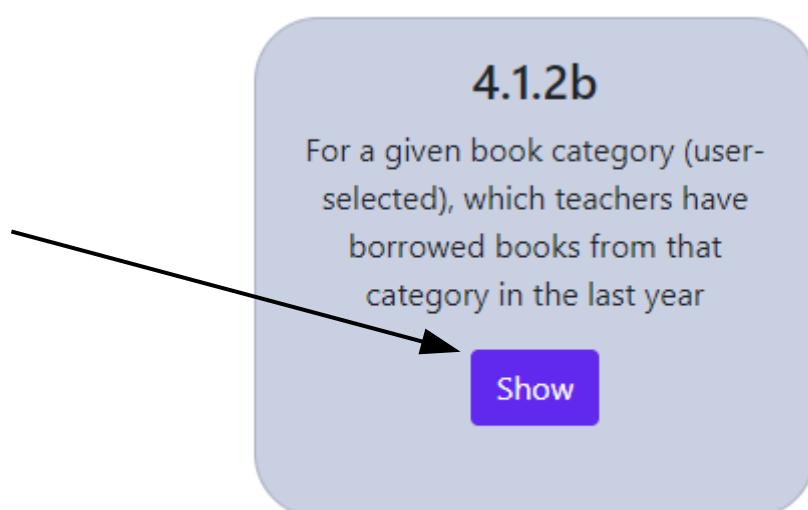 4.1.2b
For a given book category (user-
selected), which teachers have
borrowed books from that
category in the last year
Show